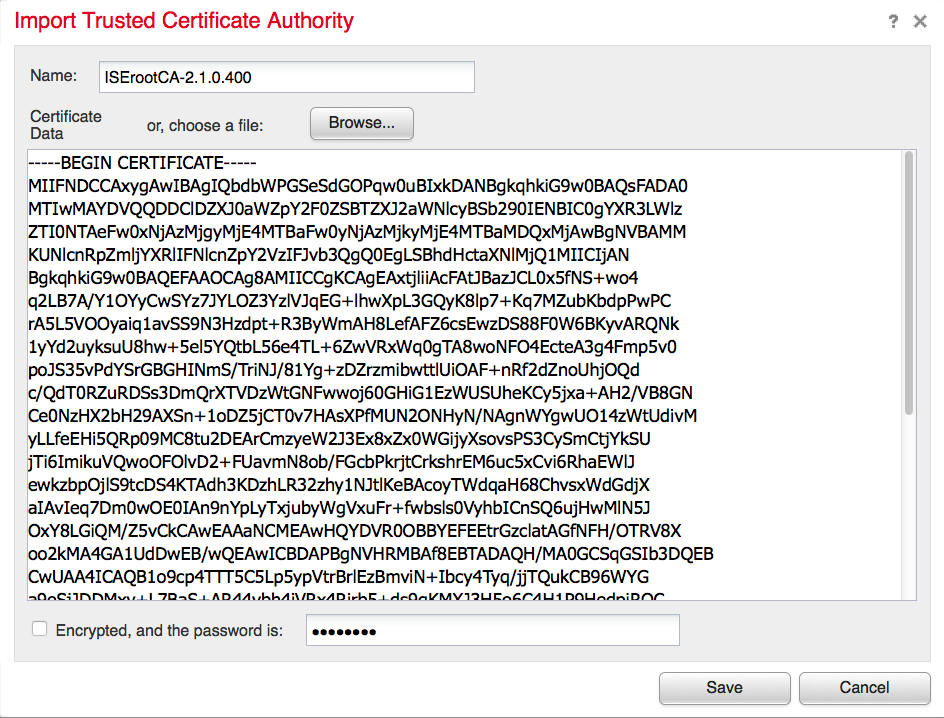 Import Trusted Certificate Authority
? ×
Name: ISErootCA-2.1.0.400
Certificate Data or, choose a file: Browse...
-----BEGIN CERTIFICATE-----
MIIFNDCCAxygAwIBAgIQbdbWPGSeSdGOPqw0uBIxkDANBgkqhkiG9w0BAQsFADA0
MTIwMAYDVQQDDClDZXJ0aWZpY2F0ZSBTZXJ2aWNlcyBSb290IENBIC0gYXR3LWlz
ZTI0NTAeFw0xNjAzMjgyMjE4MTBaFw0yNjAzMjkyMjE4MTBaMDQxMjAwBgNVBAMM
KUNlcnRpZmljYXRlIFNlcnZpY2VzIFJvb3QgQ0EgLSBhdHctaXNlMjQ1MIICIjAN
BgkqhkiG9w0BAQEFAAOCAg8AMIICCgKCAgEAxtjliiAcFAtJBazJCL0x5fNS+wo4
q2LB7A/Y1OYyCwSYz7JYLOZ3YzlVJqEG+lhwXpL3GQyK8lp7+Kq7MZubKbdpPwPC
rA5L5VOOyaiq1avSS9N3Hzdpt+R3ByWmAH8LefAFZ6csEwzDS88F0W6BKyvARQNk
1yYd2uyksuU8hw+5el5YQtbL56e4TL+6ZwVRxWq0gTA8woNFO4EcteA3g4Fmp5v0
poJS35vPdYSrGBGHINmS/TriNJ/81Yg+zDZrzmibwttlUiOAF+nRf2dZnoUhjOQd
c/QdT0RZuRDSs3DmQrXTVDzWtGNFwwoj60GHiG1EzWUSUheKCy5jxa+AH2/VB8GN
Ce0NzHX2bH29AXSn+1oDZ5jCT0v7HAsXPfMUN2ONHyN/NAgnWYgwUO14zWtUdivM
yLLfeEHi5QRp09MC8tu2DEArCmzyeW2J3Ex8xZx0WGijyXsovsPS3CySmCtjYkSU
jTi6ImikuVQwoOFOlvD2+FUavmN8ob/FGcbPkrjtCrkshrEM6uc5xCvi6RhaEWlJ
ewkzbpOjlS9tcDS4KTAdh3KDzhLR32zhy1NJtlKeBAcoyTWdqaH68ChvsxWdGdjX
aIAvIeq7Dm0wOE0IAn9nYpLyTxjubyWgVxuFr+fwbsls0VyhbICnSQ6ujHwMlN5J
OxY8LGiQM/Z5vCkCAwEAAaNCMEAwHQYDVR0OBBYEFEEtrGzclatAGfNFH/OTRV8X
oo2kMA4GA1UdDwEB/wQEAwICBDAPBgNVHRMBAf8EBTADAQH/MA0GCSqGSIb3DQEB
CwUAA4ICAQB1o9cp4TTT5C5Lp5ypVtrBrlEzBmviN+Ibcy4Tyq/jjTQukCB96WYG
Encrypted, and the password is: ••••••••
Save Cancel